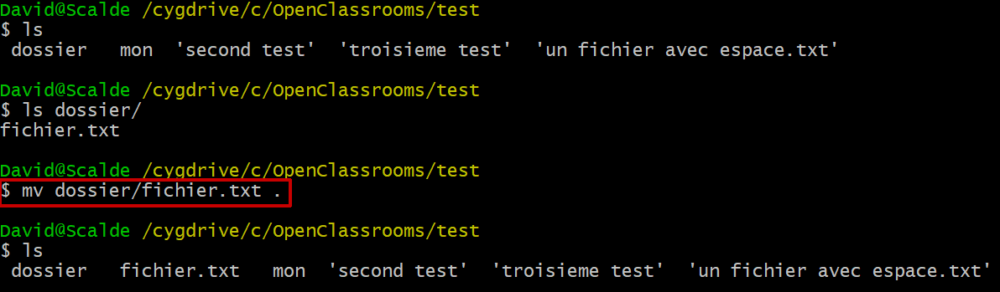 David@Scalde /cygdrive/c/OpenClassrooms/test
$ ls
dossier mon 'second test' 'troisieme test' 'un fichier avec espace.txt'
David@Scalde /cygdrive/c/OpenClassrooms/test
$ ls dossier/
fichier.txt
David@Scalde /cygdrive/c/OpenClassrooms/test
$ mv dossier/fichier.txt .
David@Scalde /cygdrive/c/OpenClassrooms/test
$ ls
dossier fichier.txt mon 'second test' 'troisieme test' 'un fichier avec espace.txt'